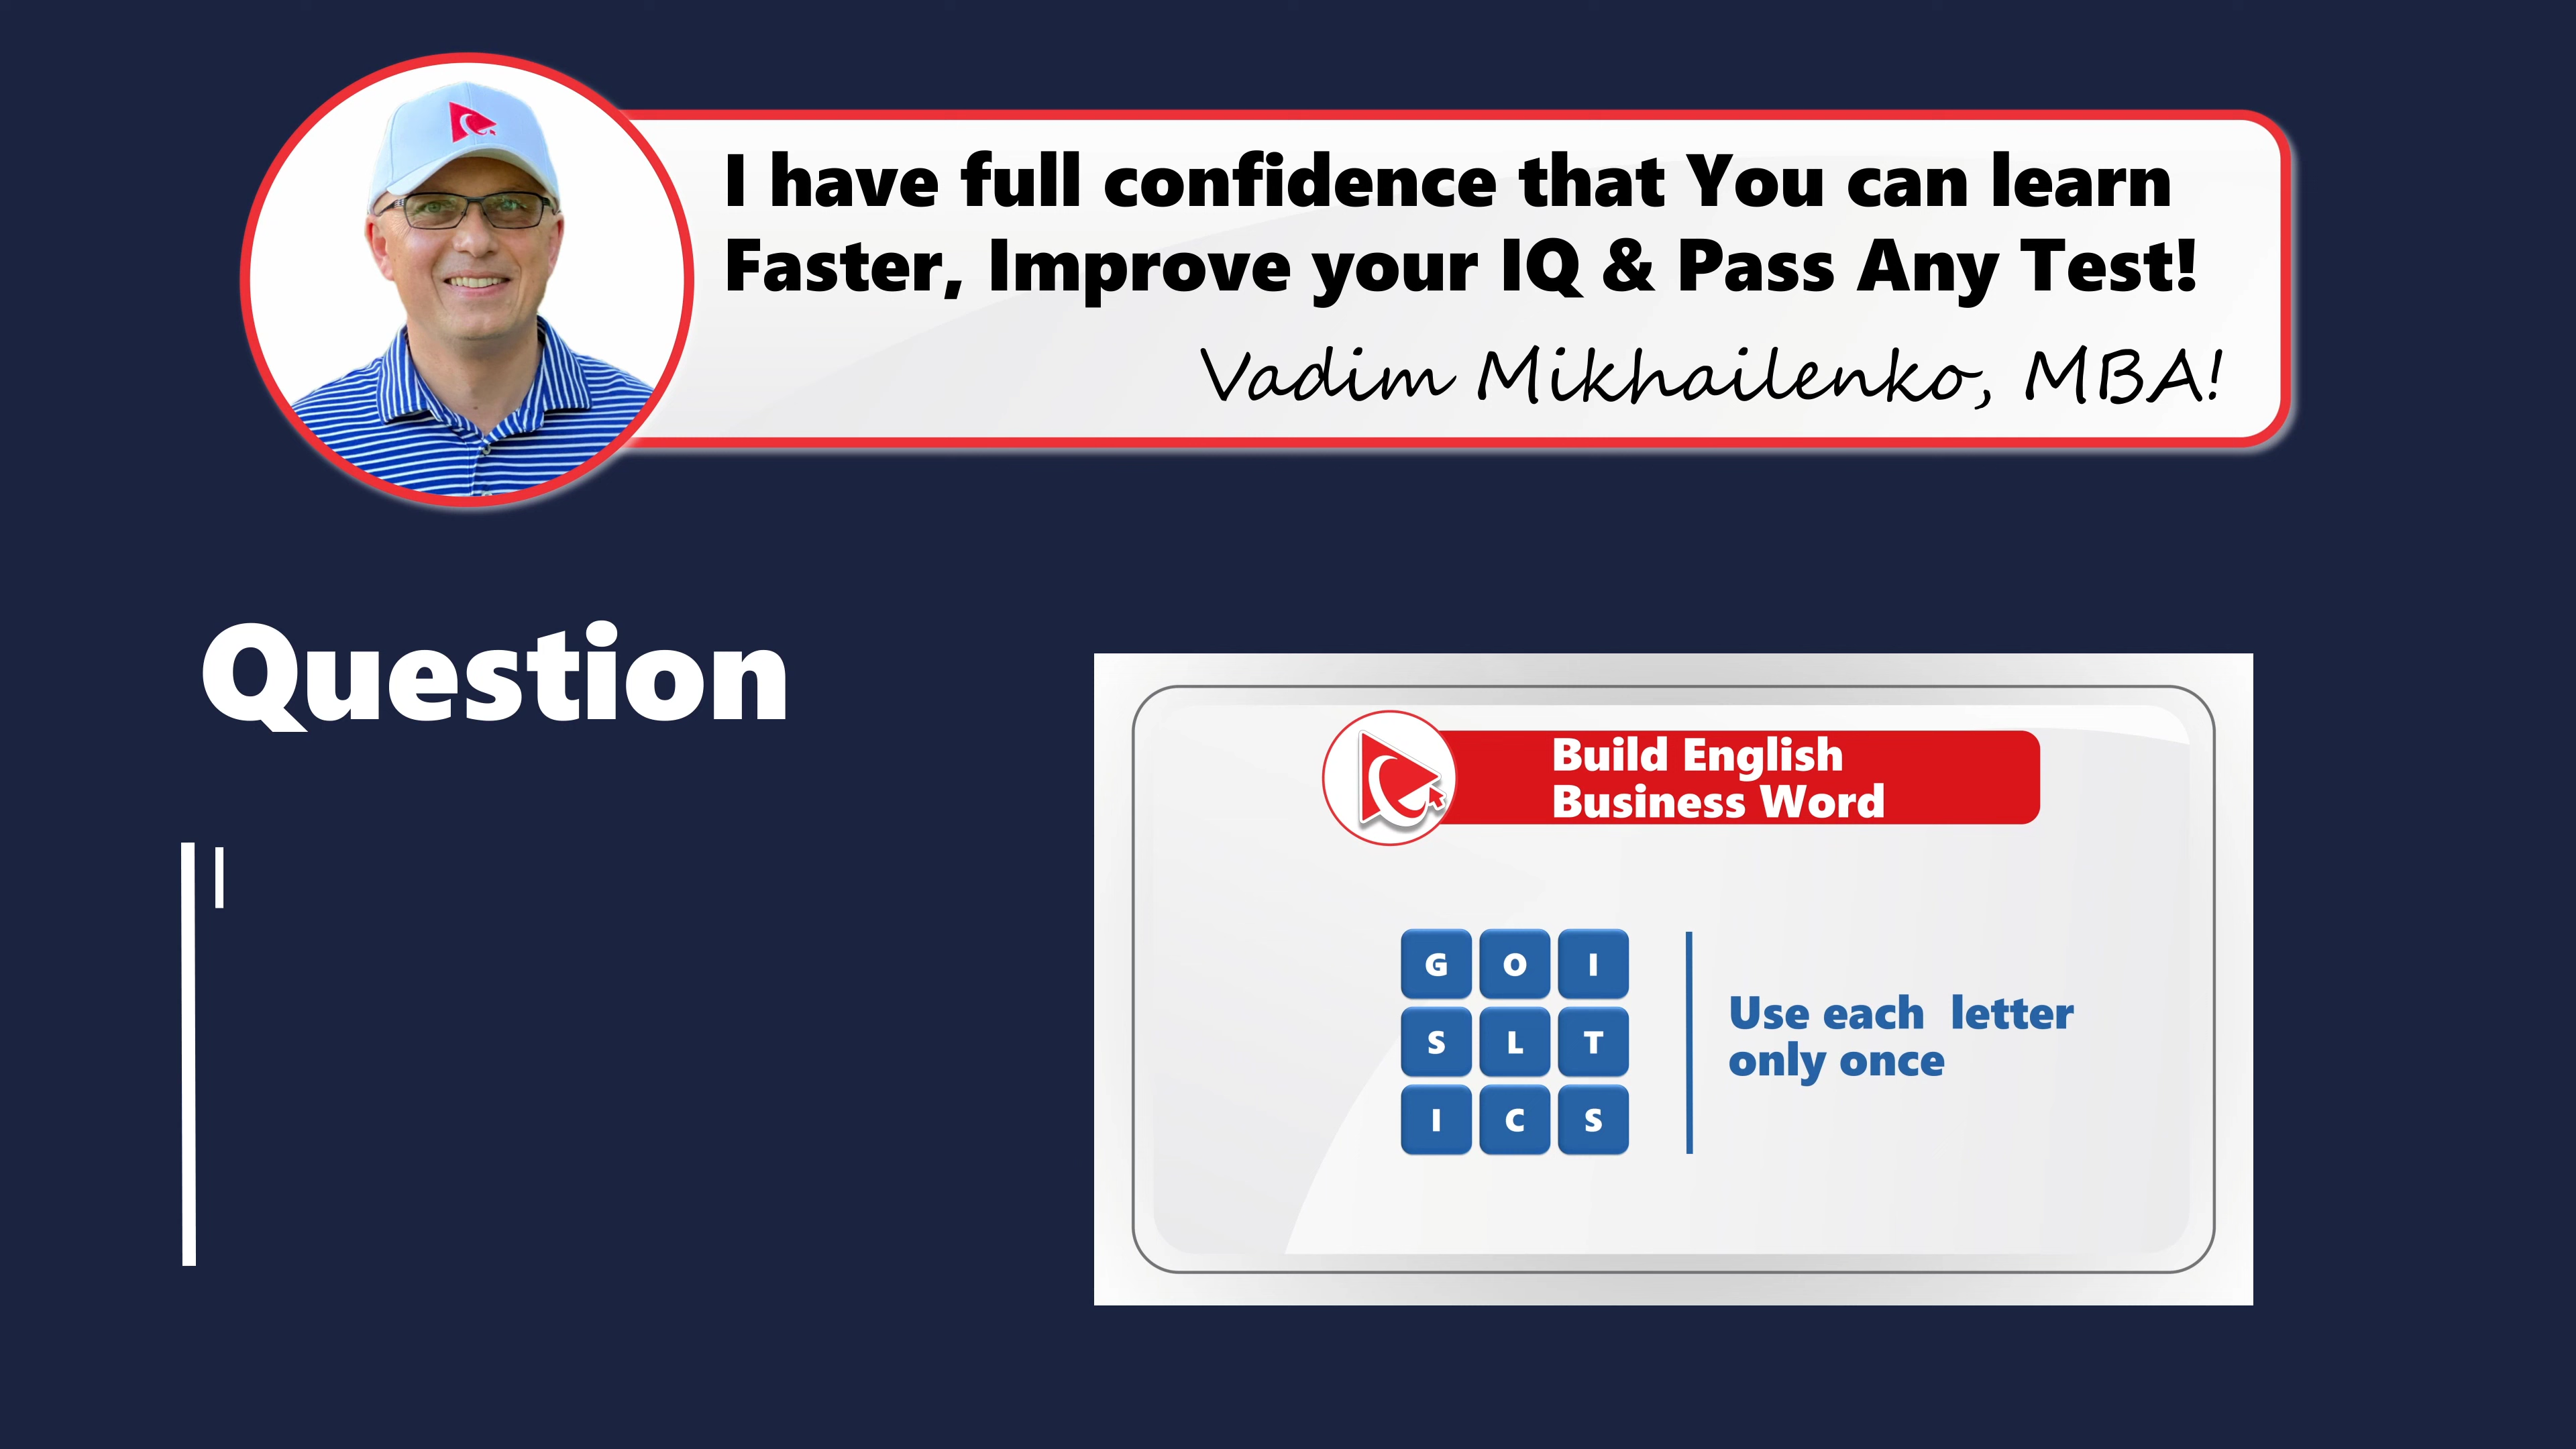 I have full confidence that You can learn
Faster, Improve your IQ & Pass Any Test!
Vadim Mikhailenko, MBA!
Question
Build English
Business Word
G O I
S L T
I C S
Use each letter
only once